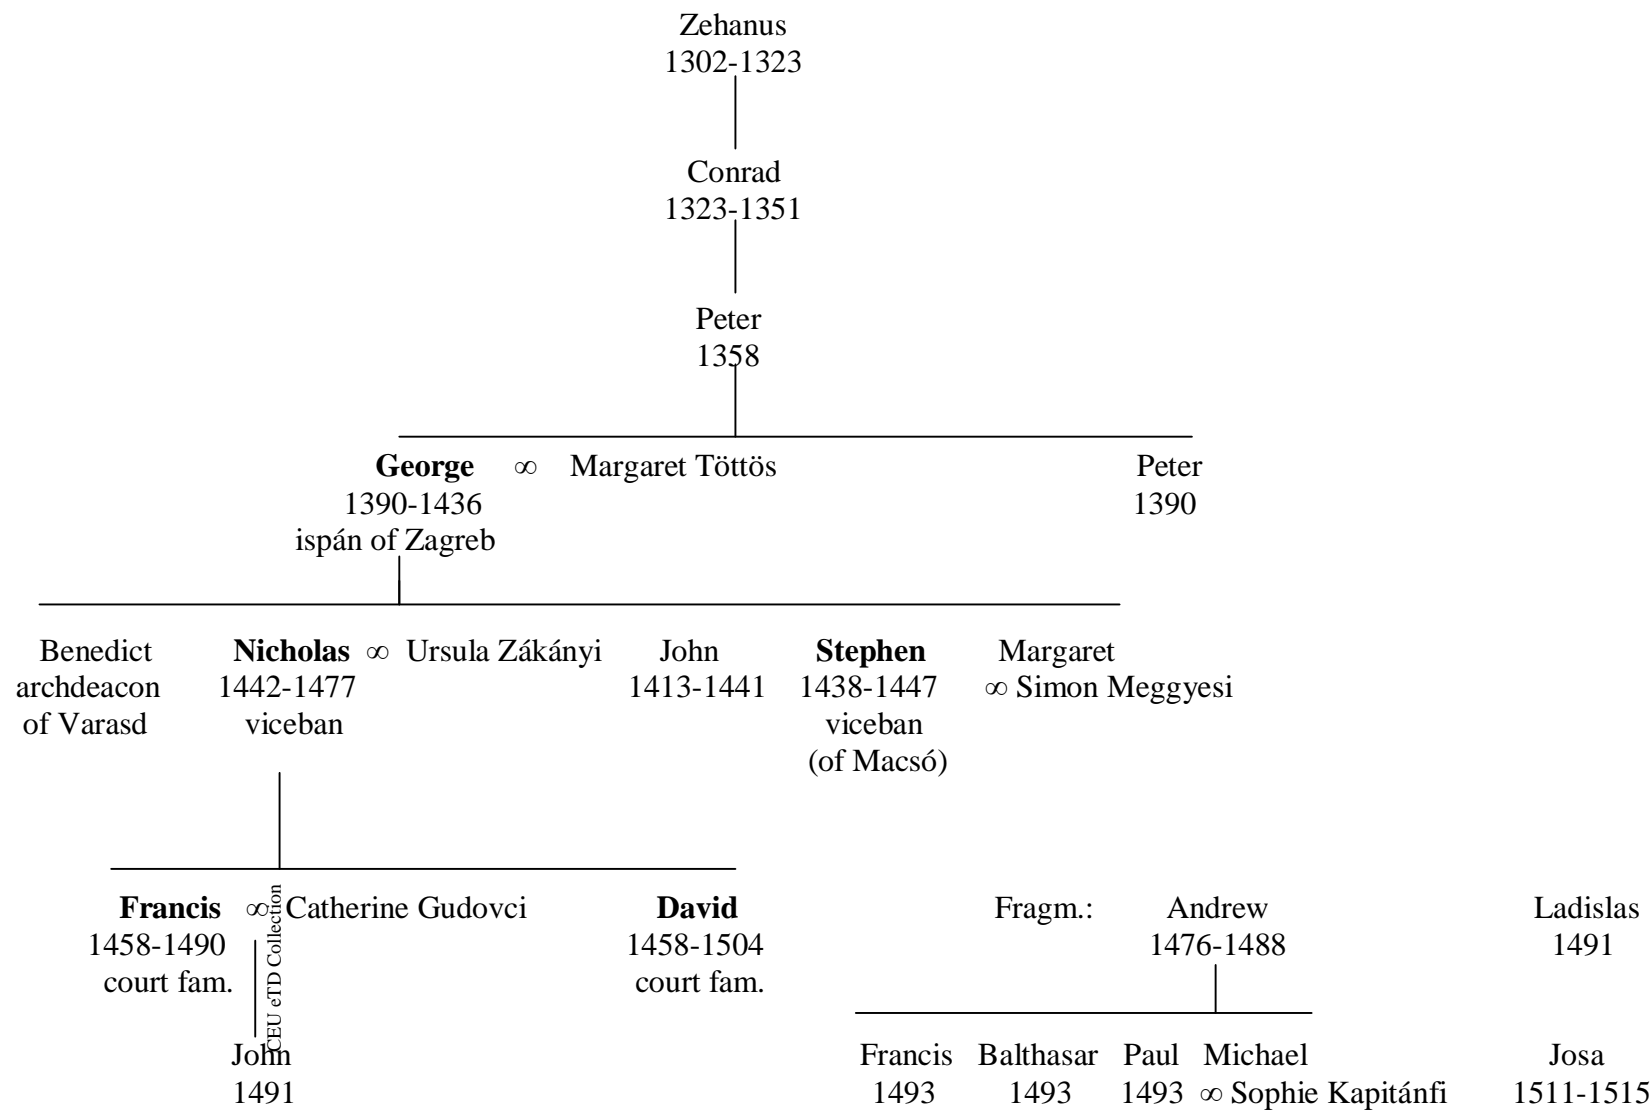 Zehanus
1302-1323
Conrad
1323-1351
Peter
1358
George ∞ Margaret Töttös Peter
1390-1436 1390
ispán of Zagreb
Benedict Nicholas ∞ Ursula Zákányi John Stephen Margaret
archdeacon 1442-1477 1413-1441 1438-1447 ∞ Simon Meggyesi
of Varasd viceban viceban
(of Macsó)
Francis ∞ Catherine Gudovci David Fragm.: Andrew Ladislas
1458-1490 1458-1504 1476-1488 1491
court fam. court fam.
CEU eTD Collection
John Francis Balthasar Paul Michael Josa
1491 1493 1493 1493 ∞ Sophie Kapitánfi 1511-1515